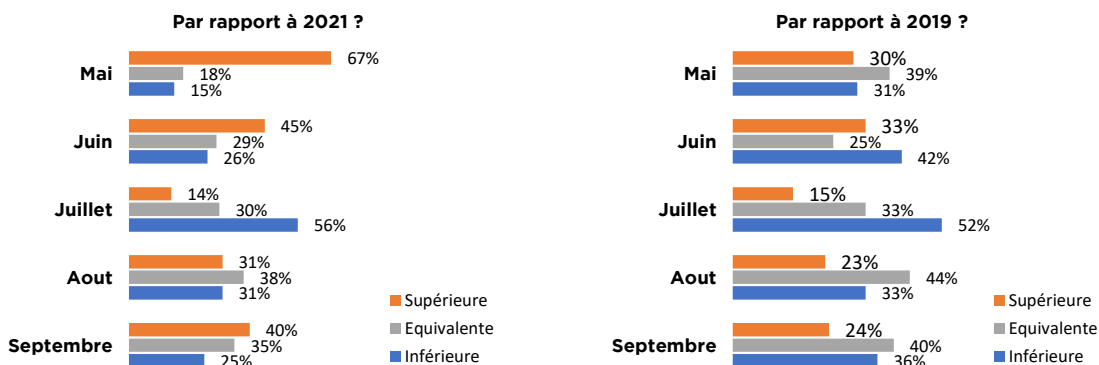 Par rapport à 2021 ?
Mai
67%
18%
15%
Juin
45%
29%
26%
Juillet
14%
30%
56%
Aout
31%
38%
31%
Septembre
40%
35%
25%
Supérieure
Equivalente
Inférieure
Par rapport à 2019 ?
Mai
30%
39%
31%
Juin
33%
25%
42%
Juillet
15%
33%
52%
Aout
23%
44%
33%
Septembre
24%
40%
36%
Supérieure
Equivalente
Inférieure